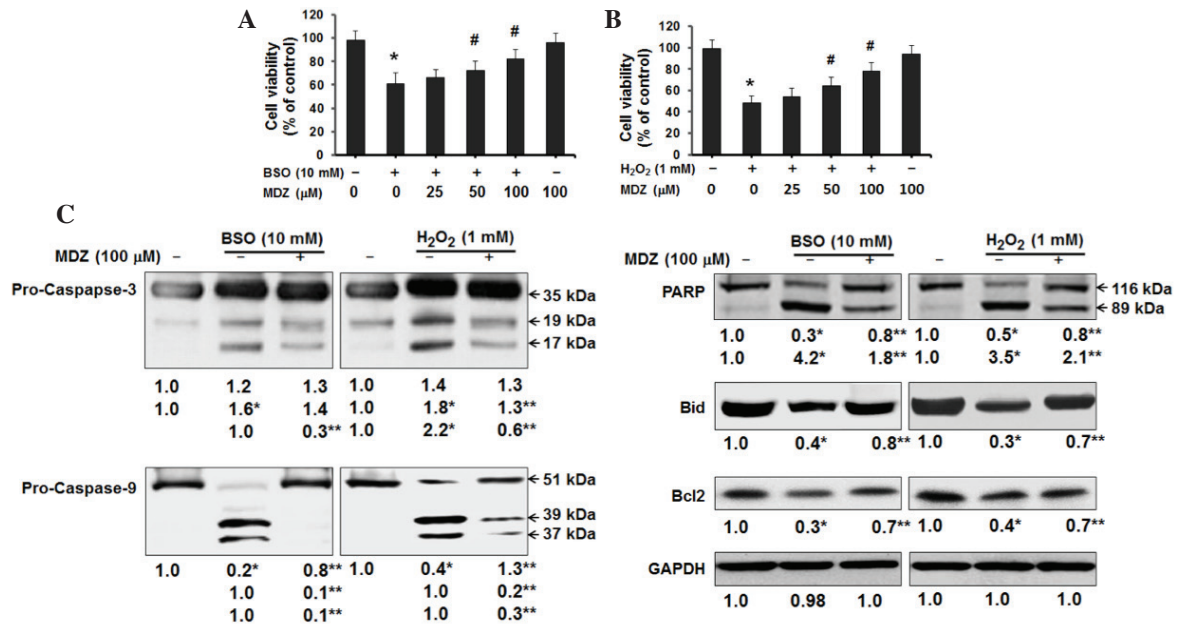 A
Cell viability
(% of control)
120
100
80
60
40
20
0
*
#
#
BSO (10 mM) – + + + + –
MDZ (µM) 0 0 25 50 100 100
B
Cell viability
(% of control)
120
100
80
60
40
20
0
*
#
#
H2O2 (1 mM) – + + + + –
MDZ (µM) 0 0 25 50 100 100
C
BSO (10 mM) H2O2 (1 mM)
MDZ (100 µM) – – + – – +
Pro-Caspapse-3
35 kDa
19 kDa
17 kDa
1.0 1.2 1.3 1.0 1.4 1.3
1.0 1.6* 1.4 1.0 1.8* 1.3**
1.0 0.3** 1.0 2.2* 0.6**
Pro-Caspase-9
51 kDa
39 kDa
37 kDa
1.0 0.2* 0.8** 1.0 0.4* 1.3**
1.0 0.1** 1.0 0.2**
1.0 0.1** 1.0 0.3**
BSO (10 mM) H2O2 (1 mM)
MDZ (100 µM) – – + – – +
PARP
116 kDa
89 kDa
1.0 0.3* 0.8** 1.0 0.5* 0.8**
1.0 4.2* 1.8** 1.0 3.5* 2.1**
Bid
1.0 0.4* 0.8** 1.0 0.3* 0.7**
Bcl2
1.0 0.3* 0.7** 1.0 0.4* 0.7**
GAPDH
1.0 0.98 1.0 1.0 1.0 1.0